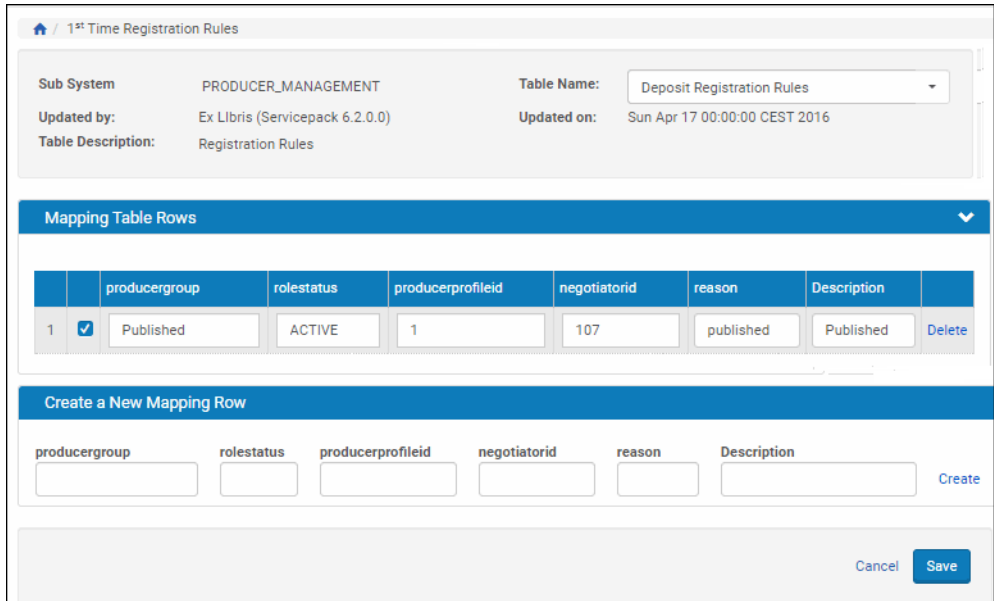 / 1st Time Registration Rules
Sub System PRODUCER_MANAGEMENT Table Name: Deposit Registration Rules
Updated by: Ex LIbris (Servicepack 6.2.0.0) Updated on: Sun Apr 17 00:00:00 CEST 2016
Table Description: Registration Rules
Mapping Table Rows
producergroup rolestatus producerprofileid negotiatorid reason Description
1 Published ACTIVE 1 107 published Published Delete
Create a New Mapping Row
producergroup rolestatus producerprofileid negotiatorid reason Description
Create
Cancel Save